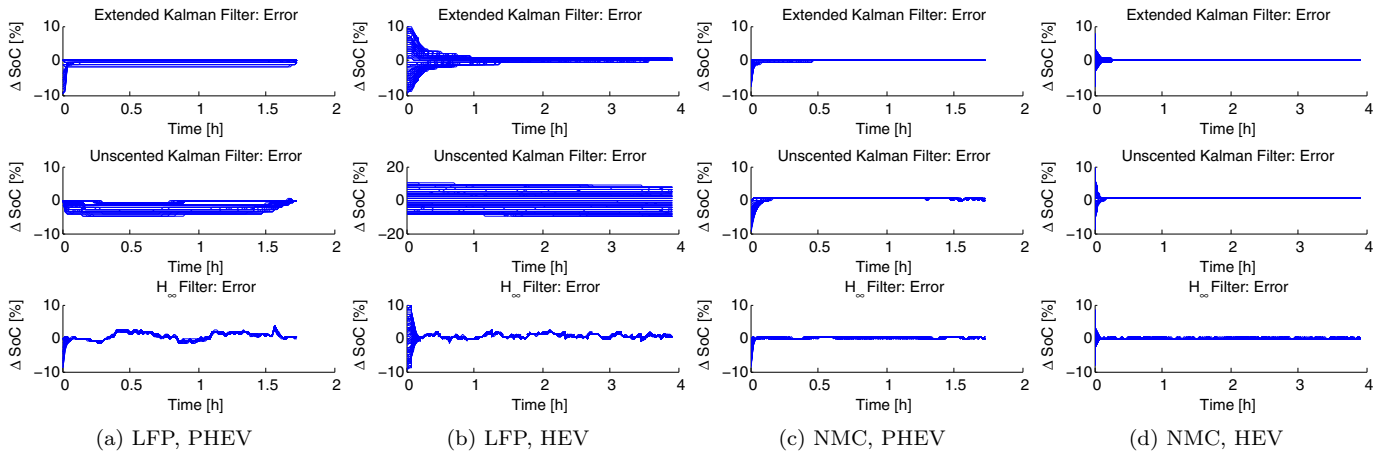 Extended Kalman Filter: Error
Δ SoC [%]
10
0
−10
0 0.5 1 1.5 2
Time [h]
Unscented Kalman Filter: Error
Δ SoC [%]
10
0
−10
0 0.5 1 1.5 2
Time [h]
H∞ Filter: Error
Δ SoC [%]
10
0
−10
0 0.5 1 1.5 2
Time [h]
(a) LFP, PHEV
Extended Kalman Filter: Error
Δ SoC [%]
10
0
−10
0 1 2 3 4
Time [h]
Unscented Kalman Filter: Error
Δ SoC [%]
20
0
−20
0 1 2 3 4
Time [h]
H∞ Filter: Error
Δ SoC [%]
10
0
−10
0 1 2 3 4
Time [h]
(b) LFP, HEV
Extended Kalman Filter: Error
Δ SoC [%]
10
0
−10
0 0.5 1 1.5 2
Time [h]
Unscented Kalman Filter: Error
Δ SoC [%]
10
0
−10
0 0.5 1 1.5 2
Time [h]
H∞ Filter: Error
Δ SoC [%]
10
0
−10
0 0.5 1 1.5 2
Time [h]
(c) NMC, PHEV
Extended Kalman Filter: Error
Δ SoC [%]
10
0
−10
0 1 2 3 4
Time [h]
Unscented Kalman Filter: Error
Δ SoC [%]
10
0
−10
0 1 2 3 4
Time [h]
H∞ Filter: Error
Δ SoC [%]
10
0
−10
0 1 2 3 4
Time [h]
(d) NMC, HEV